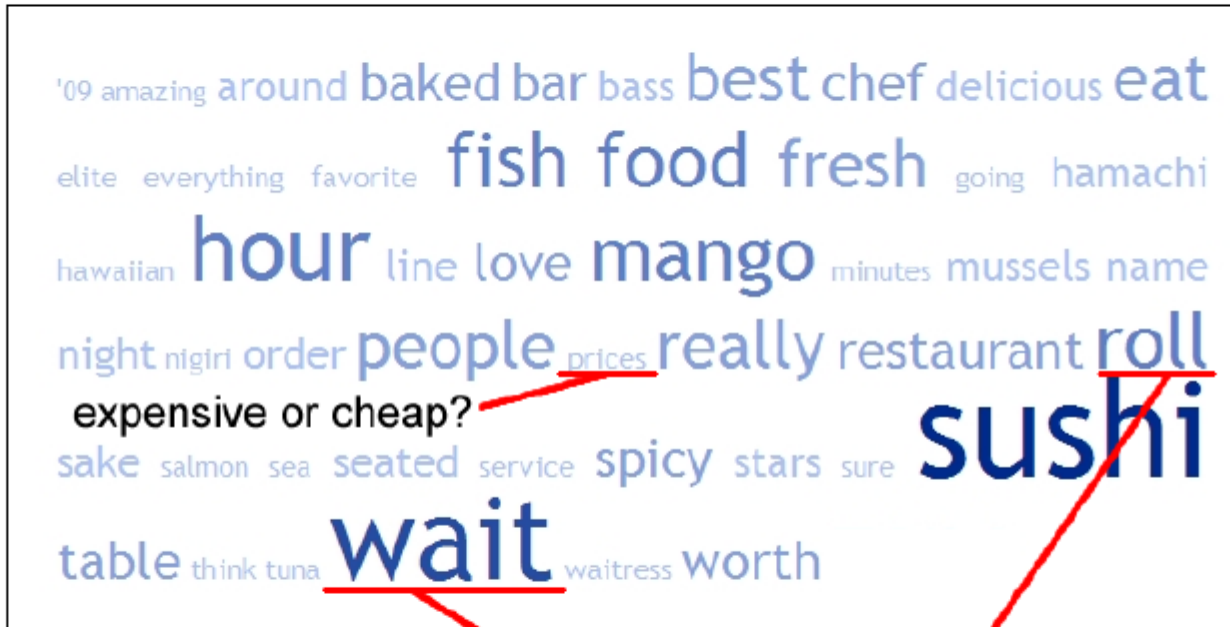 '09 amazing around baked bar bass best chef delicious eat
elite everything favorite fish food fresh going hamachi
hawaiian hour line love mango minutes mussels name
night nigiri order people prices really restaurant roll
expensive or cheap?
sake salmon sea seated service spicy stars sure sushi
table think tuna wait waitress worth